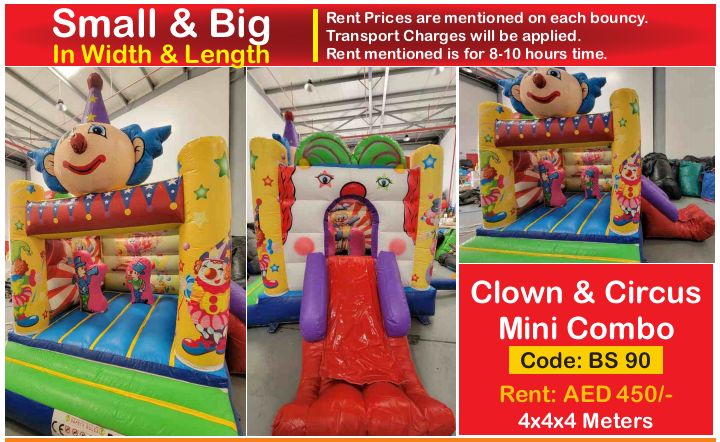 Small & Big
In Width & Length
Rent Prices are mentioned on each bouncy.
Transport Charges will be applied.
Rent mentioned is for 8-10 hours time.
Clown & Circus
Mini Combo
Code: BS 90
Rent: AED 450/-
4x4x4 Meters